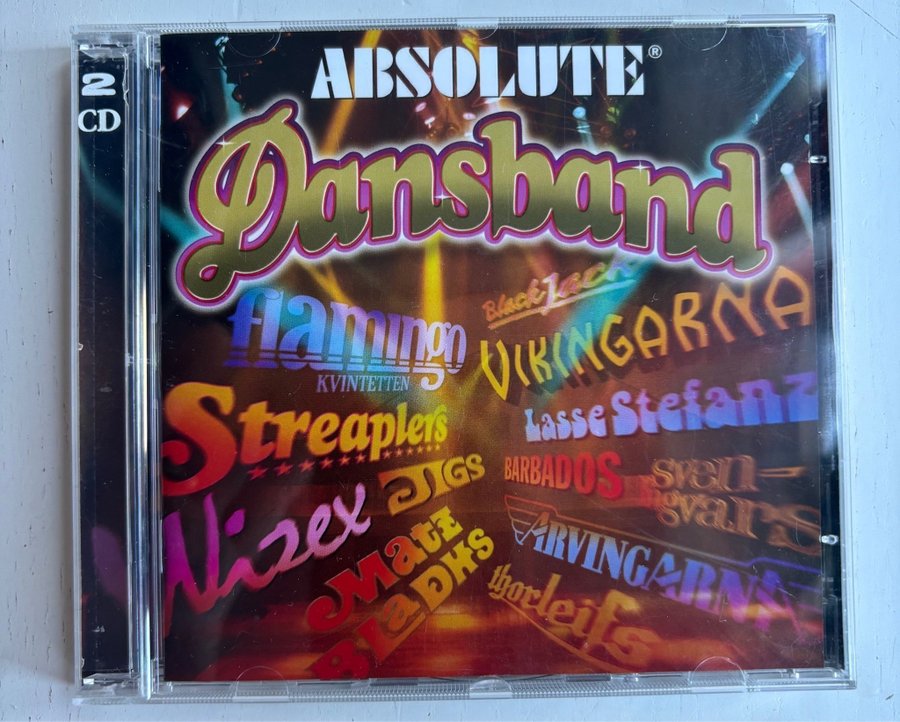 2
CD
ABSOLUTE®
Dansband
flamingo
KVINTETTEN
Black Jack
VIKINGARNA
Streaplers
Lasse Stefanz
JIGS
BARBADOS
sven-
ingvars
Wizex
Matz
BLaDHs
ARVINGARNA
thorleifs